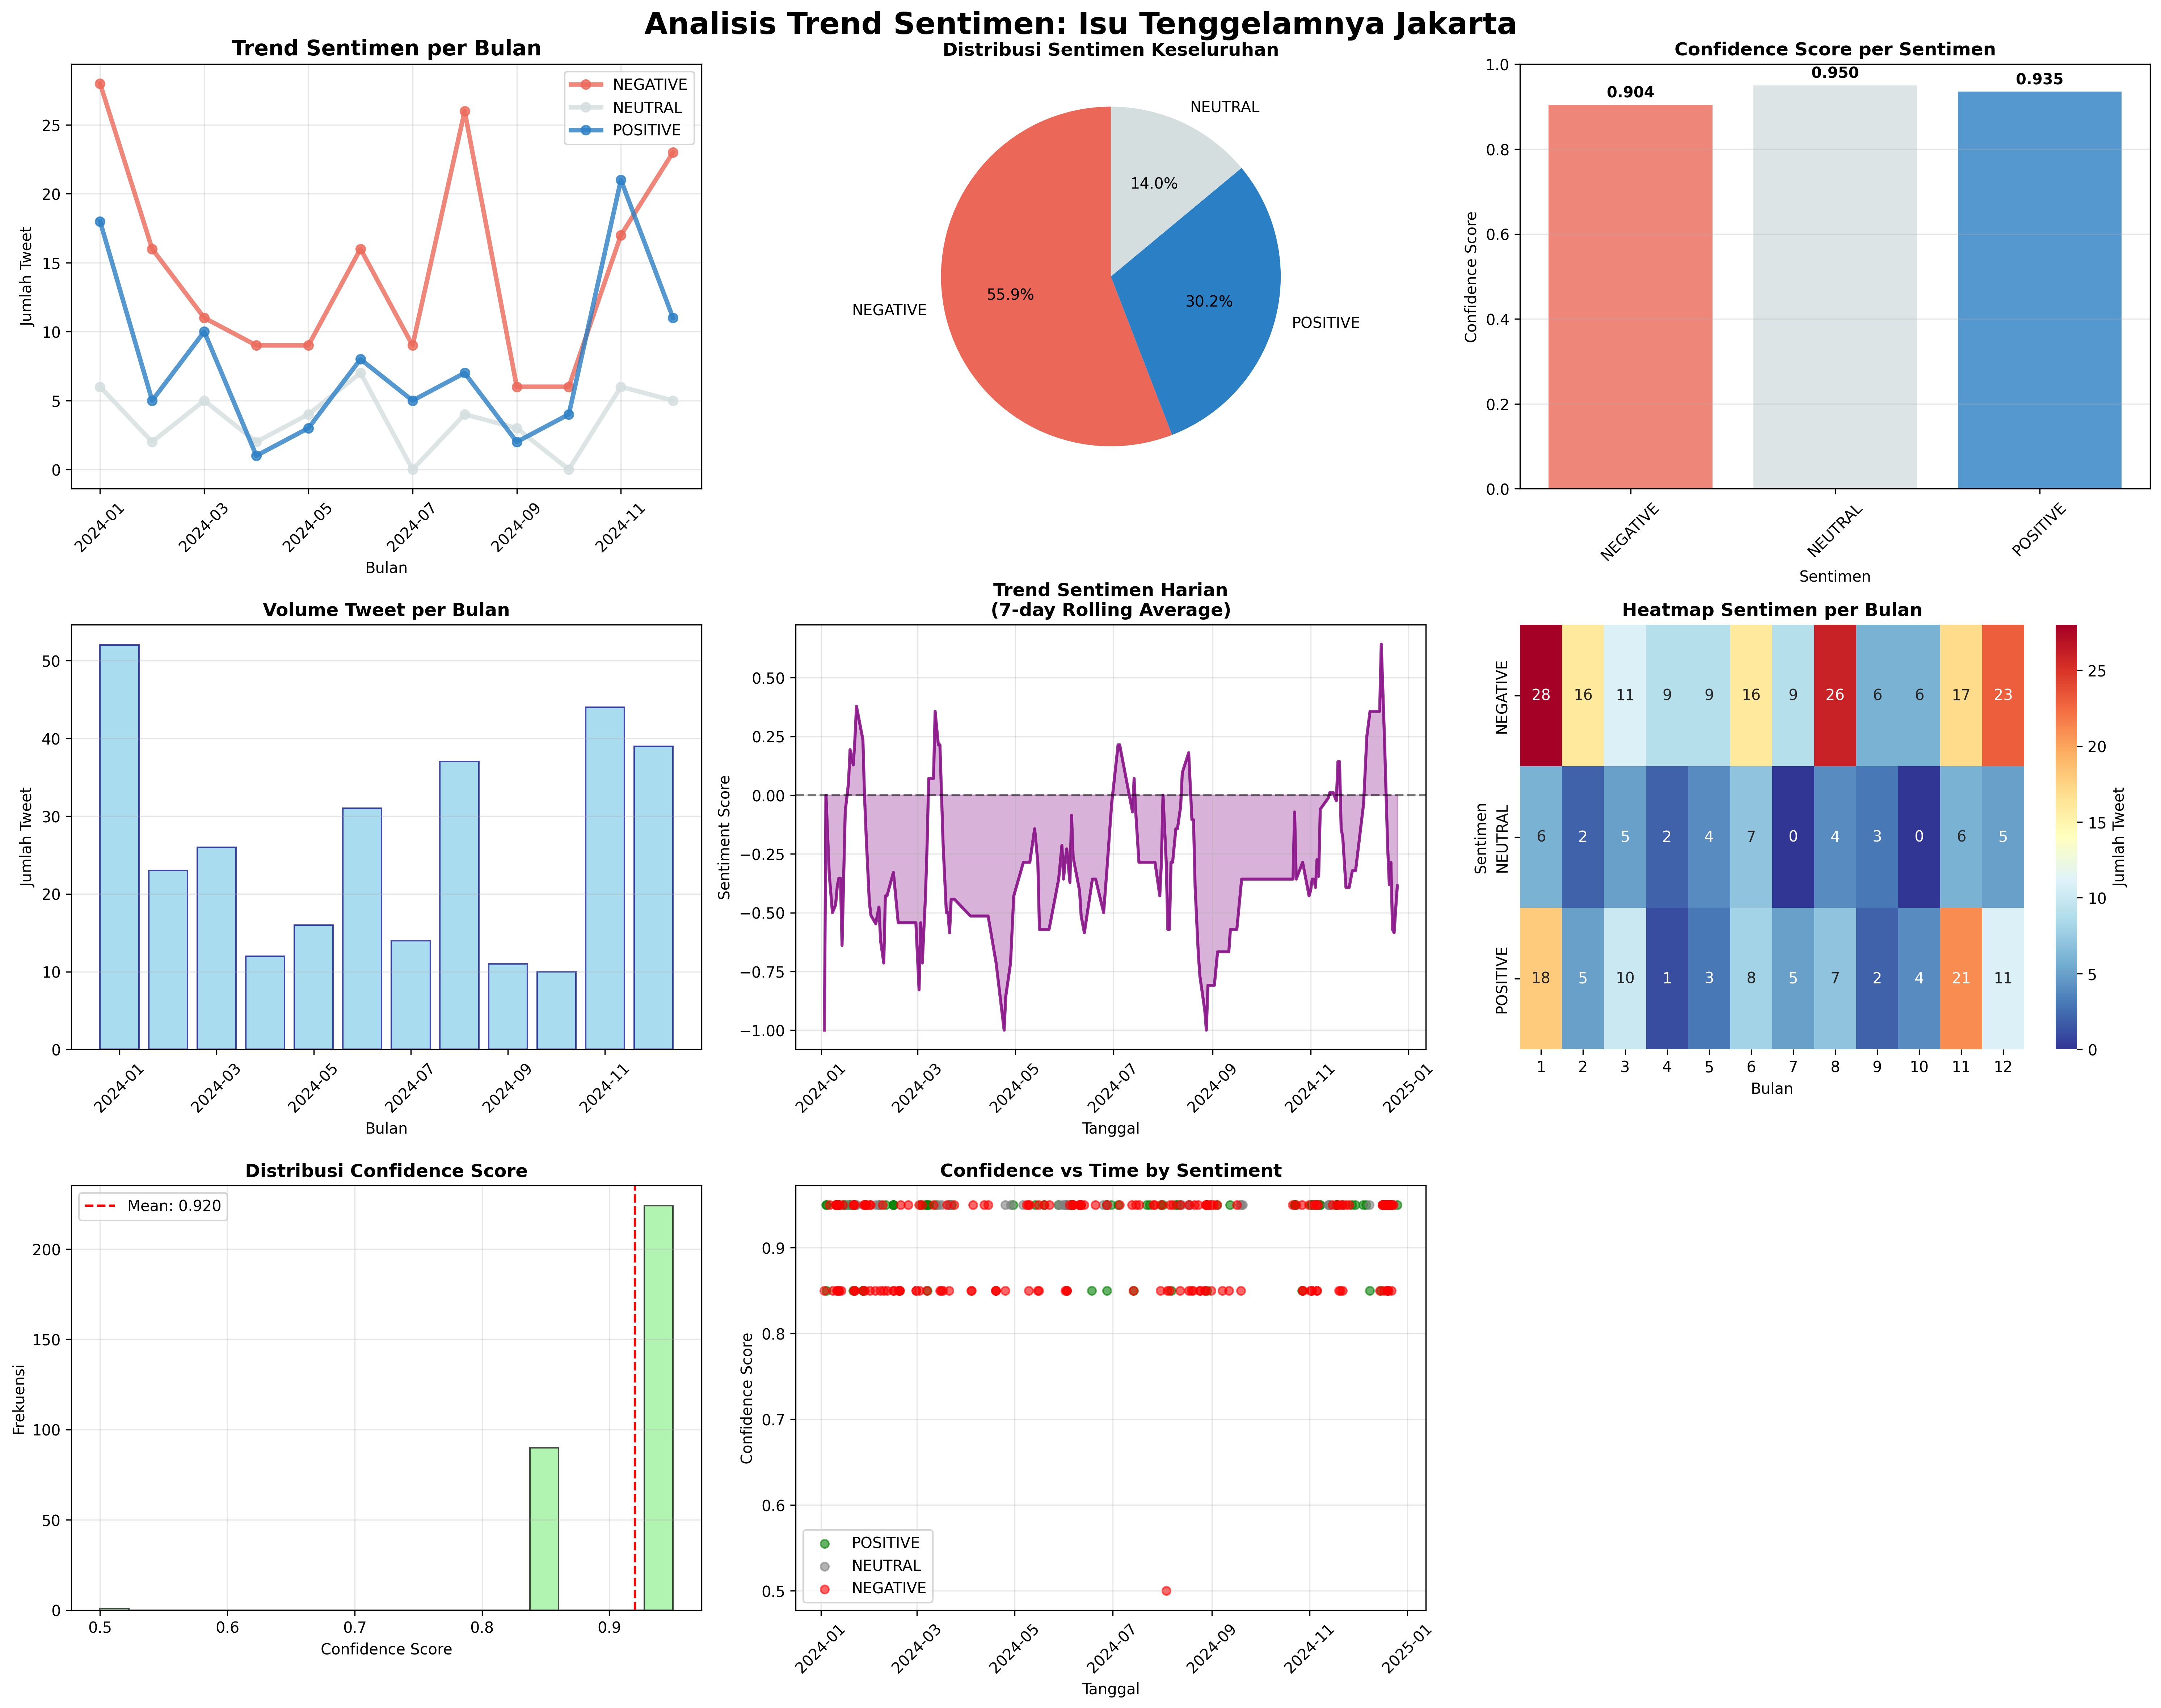 Analisis Trend Sentimen: Isu Tenggelamnya Jakarta
Trend Sentimen per Bulan
NEGATIVE
NEUTRAL
POSITIVE
25
20
15
10
5
0
Jumlah Tweet
2024-01
2024-03
2024-05
2024-07
2024-09
2024-11
Bulan
Distribusi Sentimen Keseluruhan
NEUTRAL
14.0%
55.9%
30.2%
NEGATIVE
POSITIVE
Confidence Score per Sentimen
1.0
0.8
0.6
0.4
0.2
0.0
Confidence Score
0.904
0.950
0.935
NEGATIVE
NEUTRAL
POSITIVE
Sentimen
Volume Tweet per Bulan
50
40
30
20
10
0
Jumlah Tweet
2024-01
2024-03
2024-05
2024-07
2024-09
2024-11
Bulan
Trend Sentimen Harian
(7-day Rolling Average)
0.50
0.25
0.00
−0.25
−0.50
−0.75
−1.00
Sentiment Score
2024-01
2024-03
2024-05
2024-07
2024-09
2024-11
2025-01
Tanggal
Heatmap Sentimen per Bulan
Sentimen
NEGATIVE
28 16 11 9 9 16 9 26 6 6 17 23
NEUTRAL
6 2 5 2 4 7 0 4 3 0 6 5
POSITIVE
18 5 10 1 3 8 5 7 2 4 21 11
1 2 3 4 5 6 7 8 9 10 11 12
Bulan
25
20
15
10
5
0
Jumlah Tweet
Distribusi Confidence Score
Mean: 0.920
200
150
100
50
0
Frekuensi
0.5 0.6 0.7 0.8 0.9
Confidence Score
Confidence vs Time by Sentiment
0.9
0.8
0.7
0.6
0.5
Confidence Score
POSITIVE
NEUTRAL
NEGATIVE
2024-01
2024-03
2024-05
2024-07
2024-09
2024-11
2025-01
Tanggal